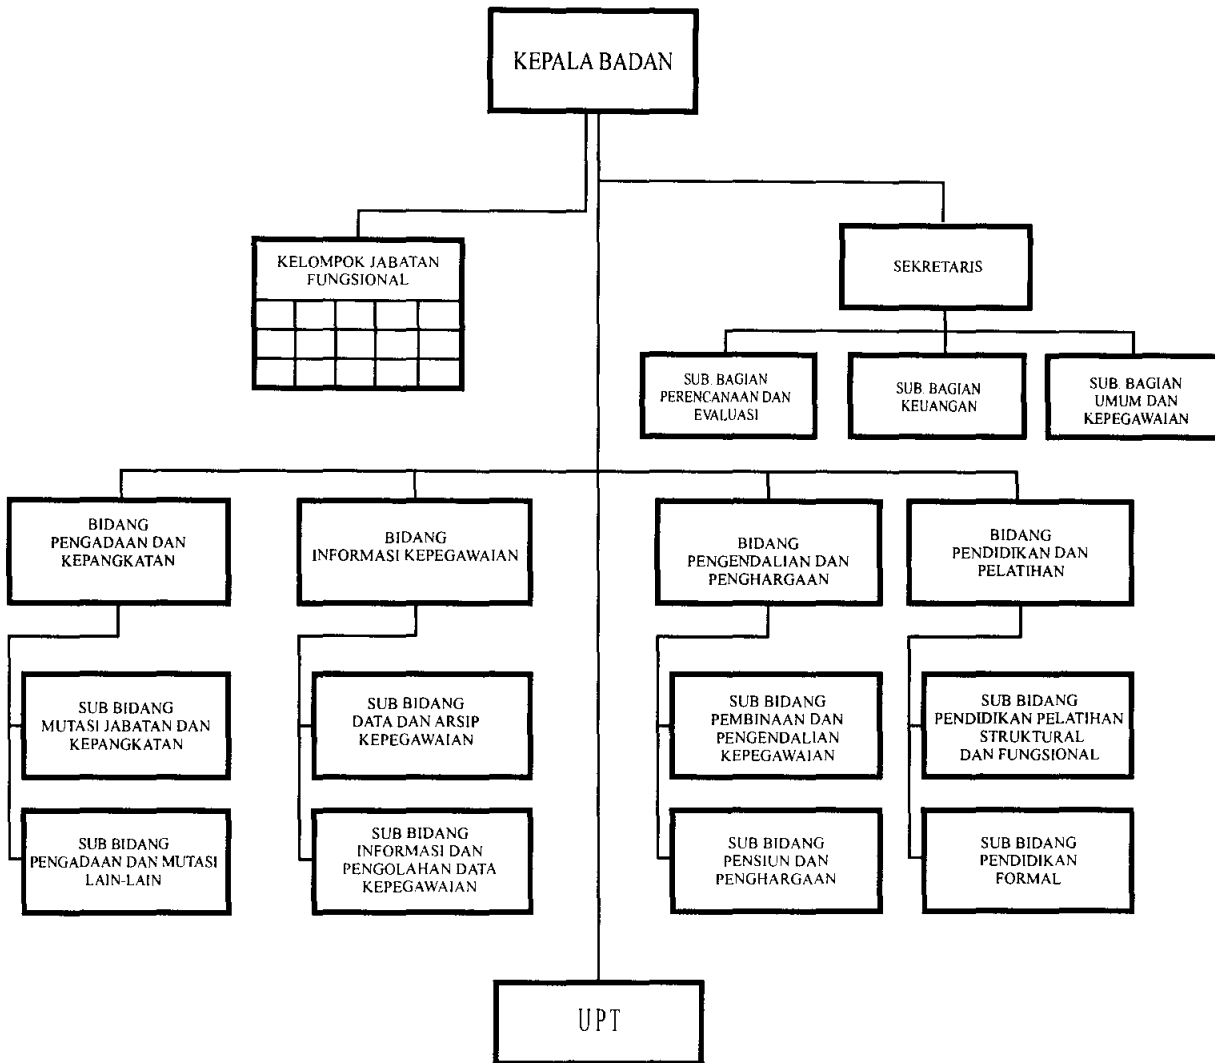 KEPALA BADAN
KELOMPOK JABATAN
FUNGSIONAL
SEKRETARIS
SUB. BAGIAN
PERENCANAAN DAN
EVALUASI
SUB. BAGIAN
KEUANGAN
SUB. BAGIAN
UMUM DAN
KEPEGAWAIAN
BIDANG
PENGADAAN DAN
KEPANGKATAN
BIDANG
INFORMASI KEPEGAWAIAN
BIDANG
PENGENDALIAN DAN
PENGHARGAAN
BIDANG
PENDIDIKAN DAN
PELATIHAN
SUB BIDANG
MUTASI JABATAN DAN
KEPANGKATAN
SUB BIDANG
DATA DAN ARSIP
KEPEGAWAIAN
SUB BIDANG
PEMBINAAN DAN
PENGENDALIAN
KEPEGAWAIAN
SUB BIDANG
PENDIDIKAN PELATIHAN
STRUKTURAL
DAN FUNGSIONAL
SUB BIDANG
PENGADAAN DAN MUTASI
LAIN-LAIN
SUB BIDANG
INFORMASI DAN
PENGOLAHAN DATA
KEPEGAWAIAN
SUB BIDANG
PENSIUN DAN
PENGHARGAAN
SUB BIDANG
PENDIDIKAN
FORMAL
UPT